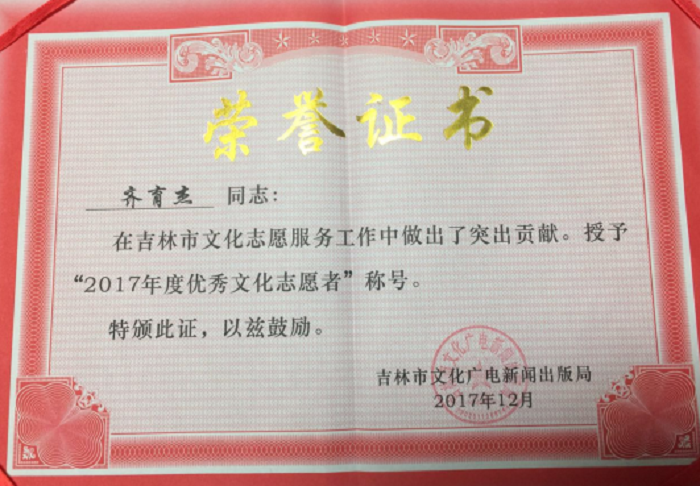 荣誉证书
齐育杰 同志：
在吉林市文化志愿服务工作中做出了突出贡献。授予
“2017年度优秀文化志愿者”称号。
特颁此证，以兹鼓励。
吉林市文化广电新闻出版局
2017年12月